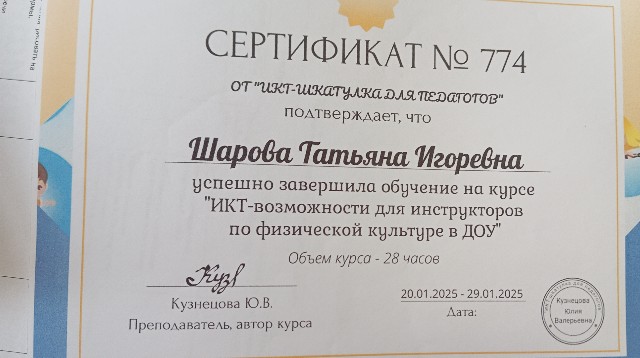 СЕРТИФИКАТ № 774
ОТ "ИКТ-ШКАТУЛКА ДЛЯ ПЕДАГОГОВ"
подтверждает, что
Шарова Татьяна Игоревна
успешно завершила обучение на курсе
"ИКТ-возможности для инструкторов
по физической культуре в ДОУ"
Объем курса - 28 часов
Кузнецова Ю.В.
Преподаватель, автор курса
20.01.2025 - 29.01.2025
Дата:
Кузнецова
Юлия
Валерьевна